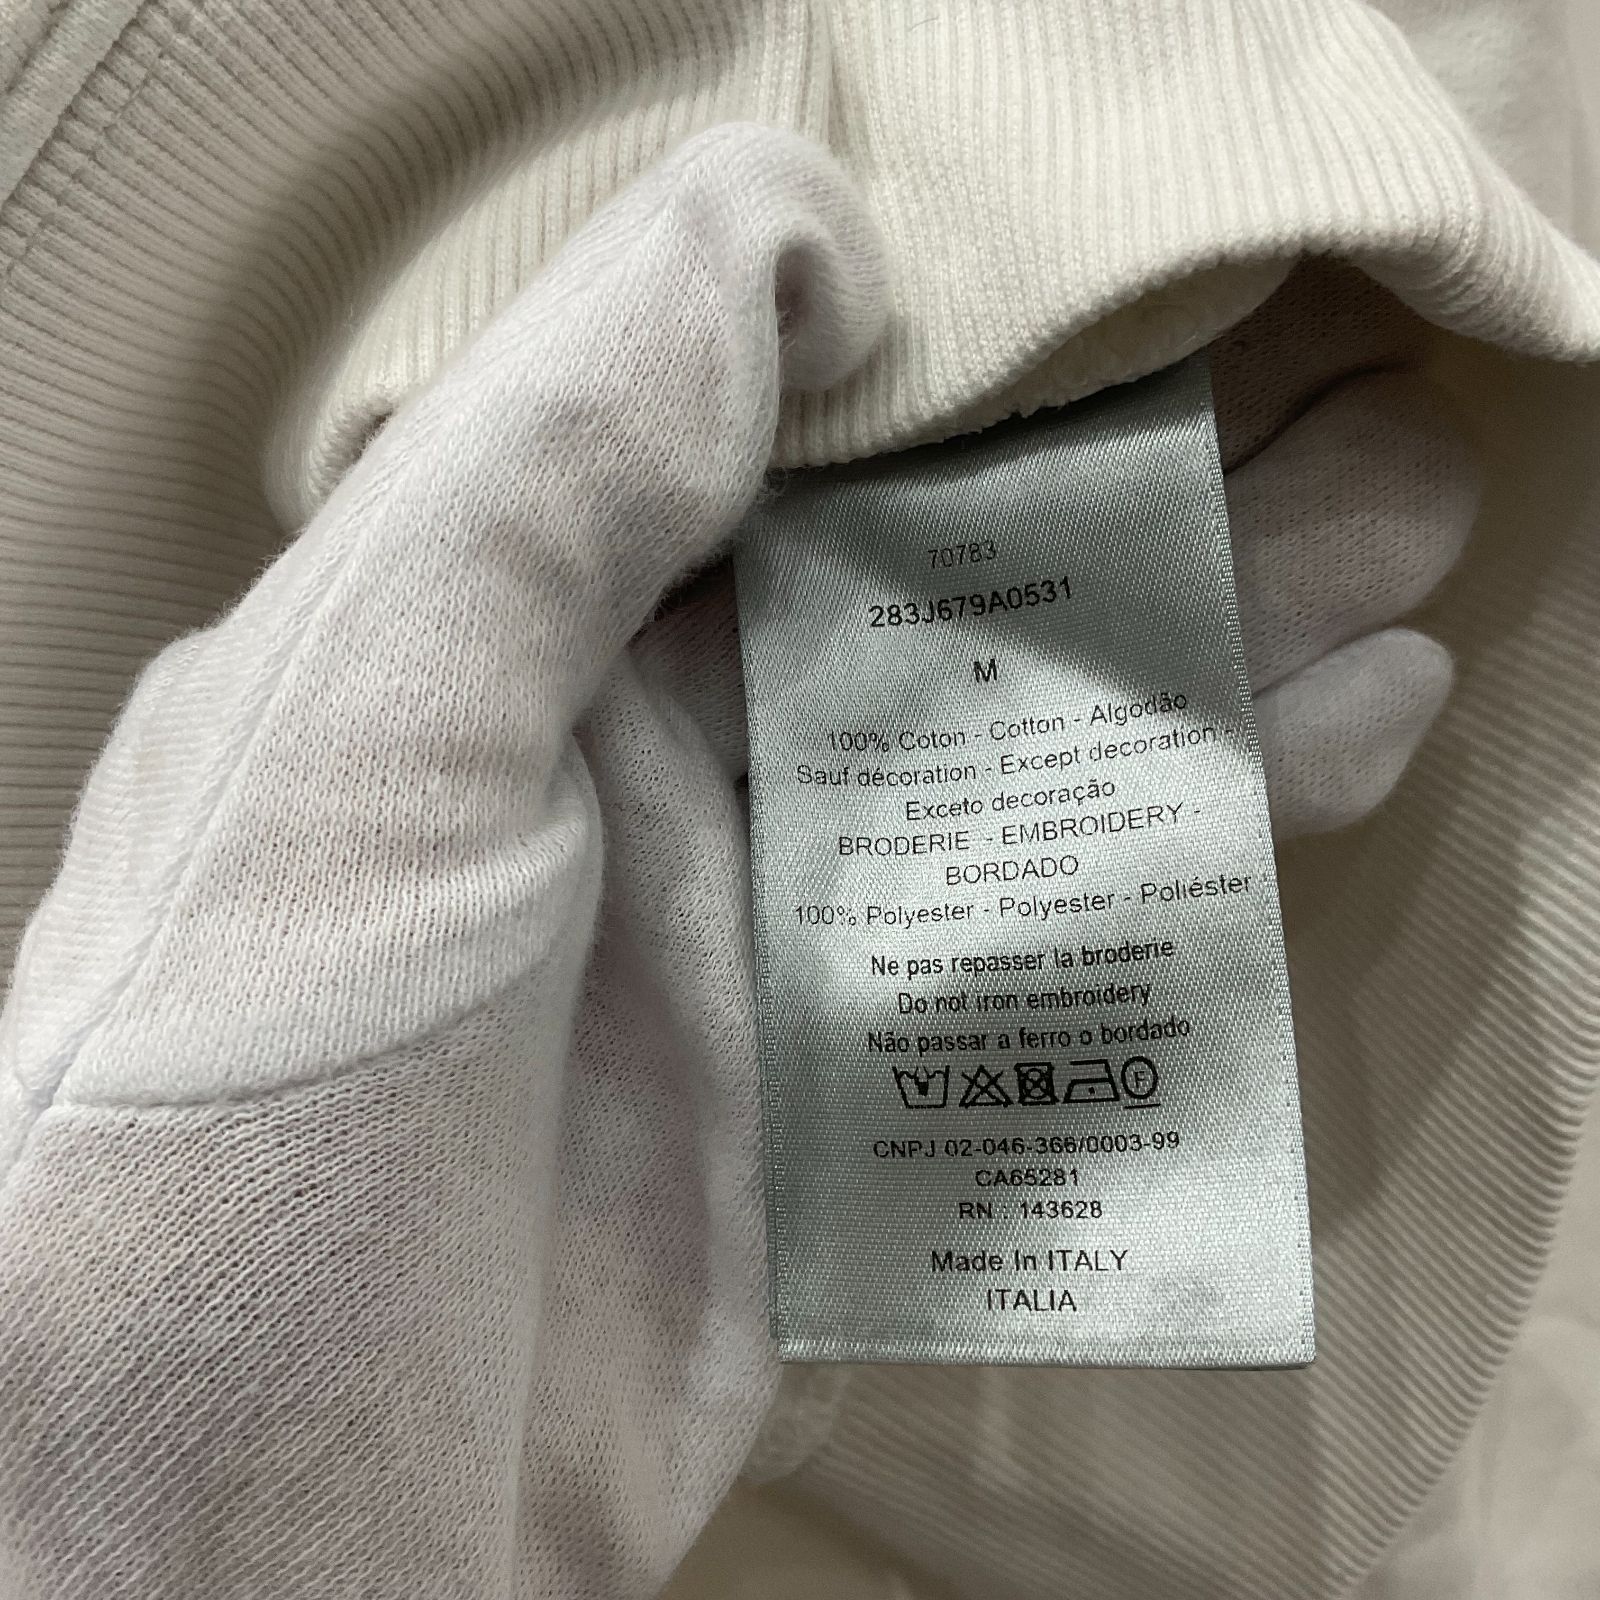 70783
283J679A0531
M
100% Coton - Cotton - Algodão
Sauf décoration - Except decoration -
Exceto decoração
BRODERIE - EMBROIDERY -
BORDADO
100% Polyester - Polyester - Poliéster
Ne pas repasser la broderie
Do not iron embroidery
Não passar a ferro o bordado
F
CNPJ 02-046-366/0003-99
CA65281
RN : 143628
Made In ITALY
ITALIA